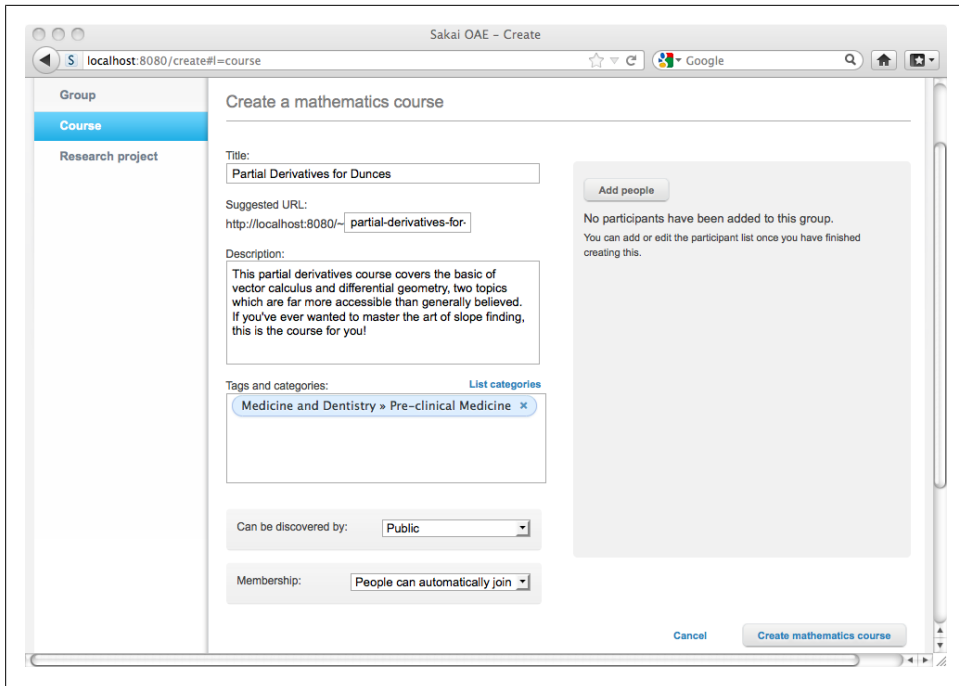 Sakai OAE – Create
S localhost:8080/create#l=course
Google
Group
Course
Research project
Create a mathematics course
Title:
Partial Derivatives for Dunces
Suggested URL:
http://localhost:8080/~ partial-derivatives-for-
Description:
This partial derivatives course covers the basic of
vector calculus and differential geometry, two topics
which are far more accessible than generally believed.
If you've ever wanted to master the art of slope finding,
this is the course for you!
Tags and categories: List categories
Medicine and Dentistry » Pre-clinical Medicine ×
Can be discovered by: Public
Membership: People can automatically join
Add people
No participants have been added to this group.
You can add or edit the participant list once you have finished
creating this.
Cancel Create mathematics course